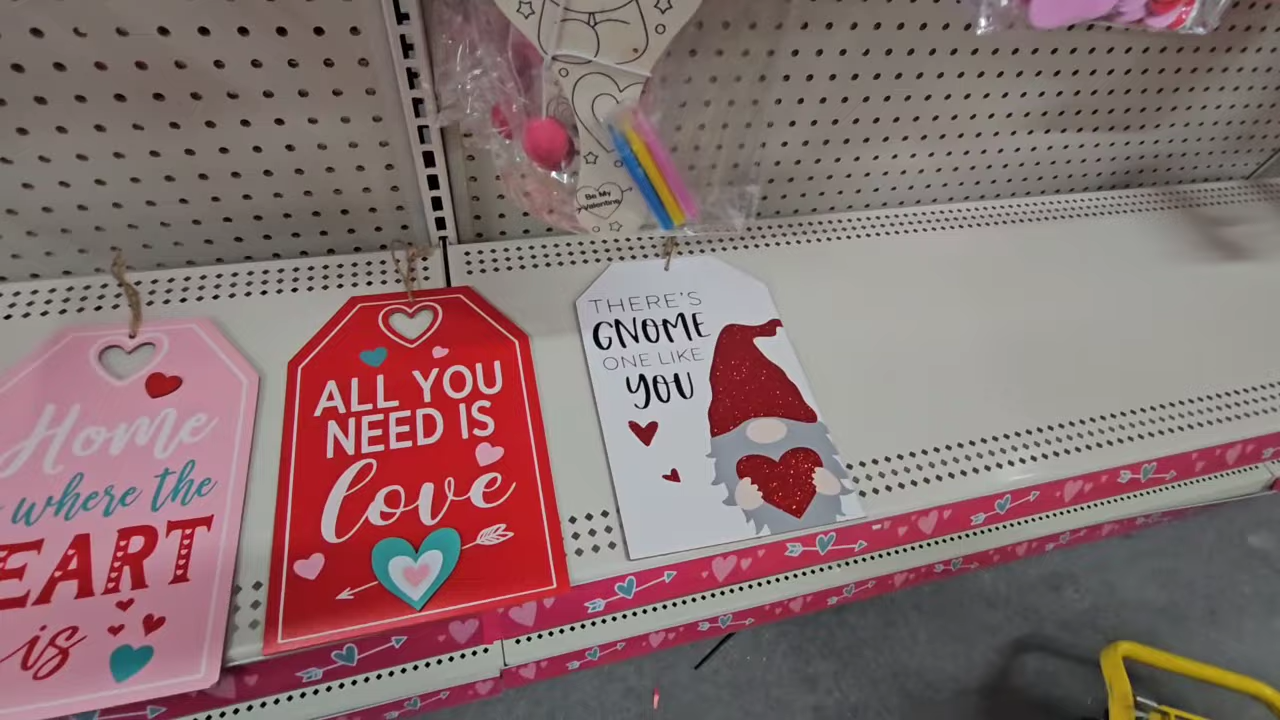 Be My
Valentine
Home
where the
EART
is
ALL YOU
NEED IS
love
THERE'S
GNOME
ONE LIKE
YOU